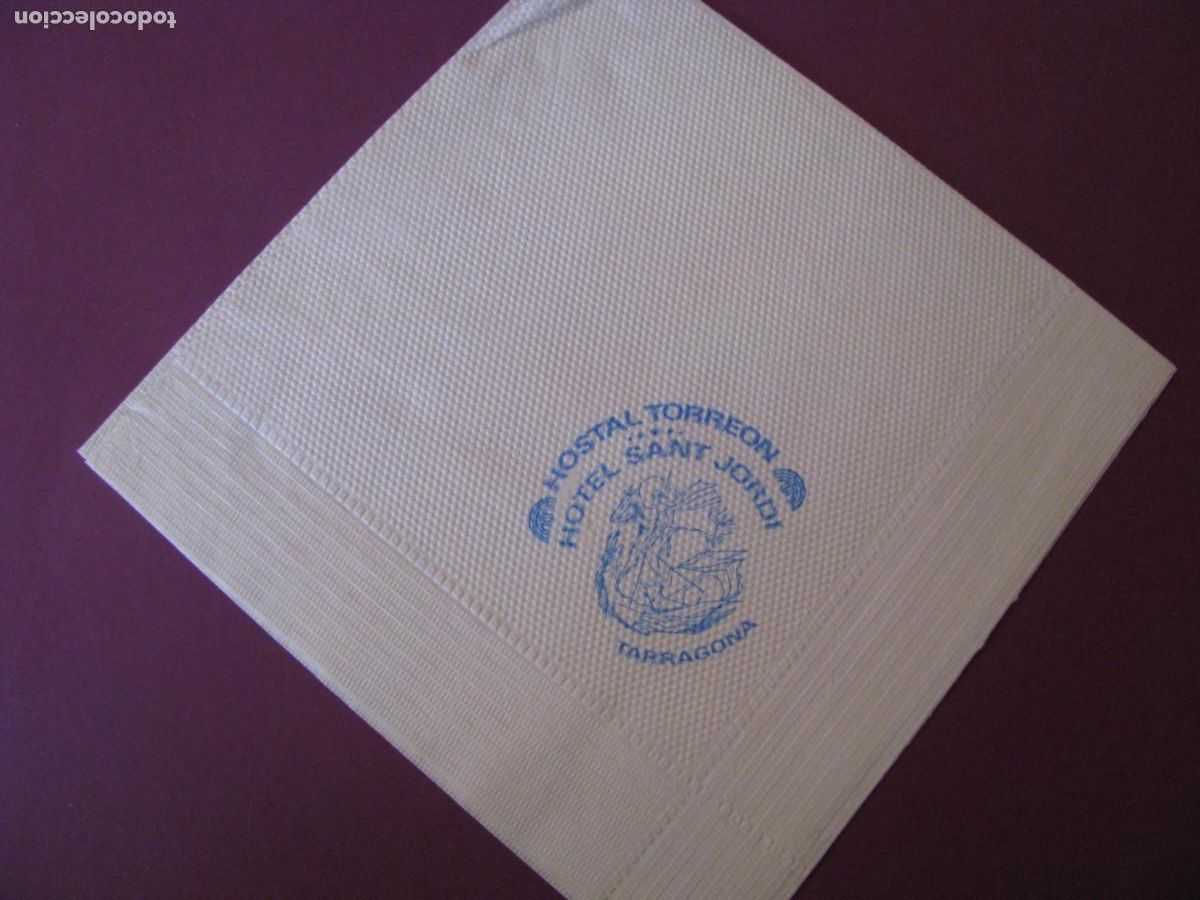 todocoleccion
HOSTAL TORREON
HOTEL SANT JORDI
TARRAGONA